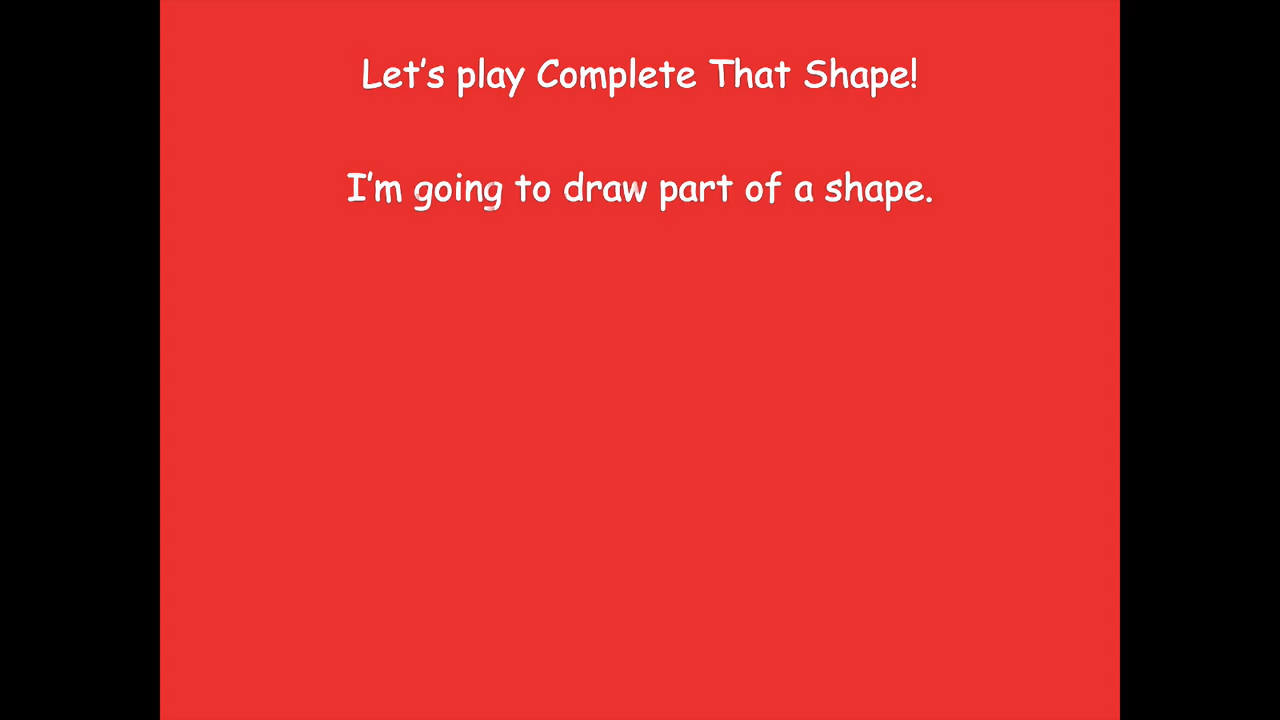 Let’s play Complete That Shape!
I’m going to draw part of a shape.